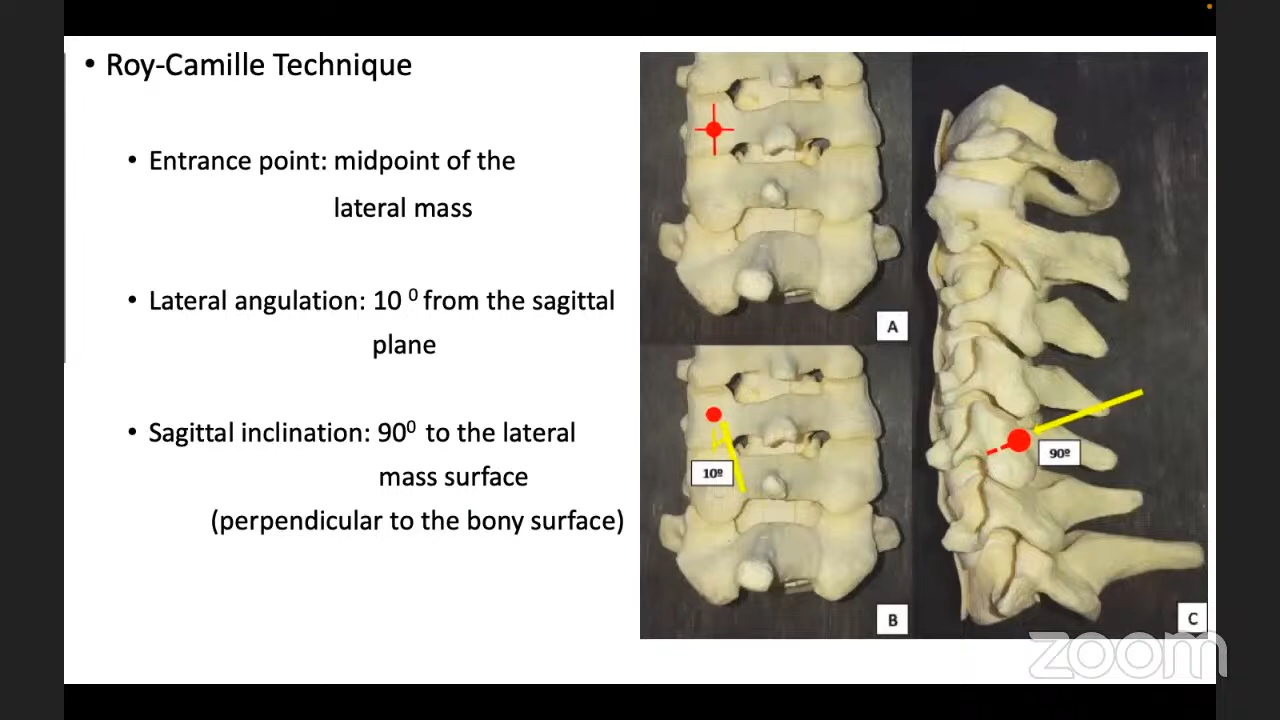 • Roy-Camille Technique
• Entrance point: midpoint of the
lateral mass
• Lateral angulation: 10 ⁰ from the sagittal
plane
• Sagittal inclination: 90⁰ to the lateral
mass surface
(perpendicular to the bony surface)
A
10º
B
90º
C
zoom